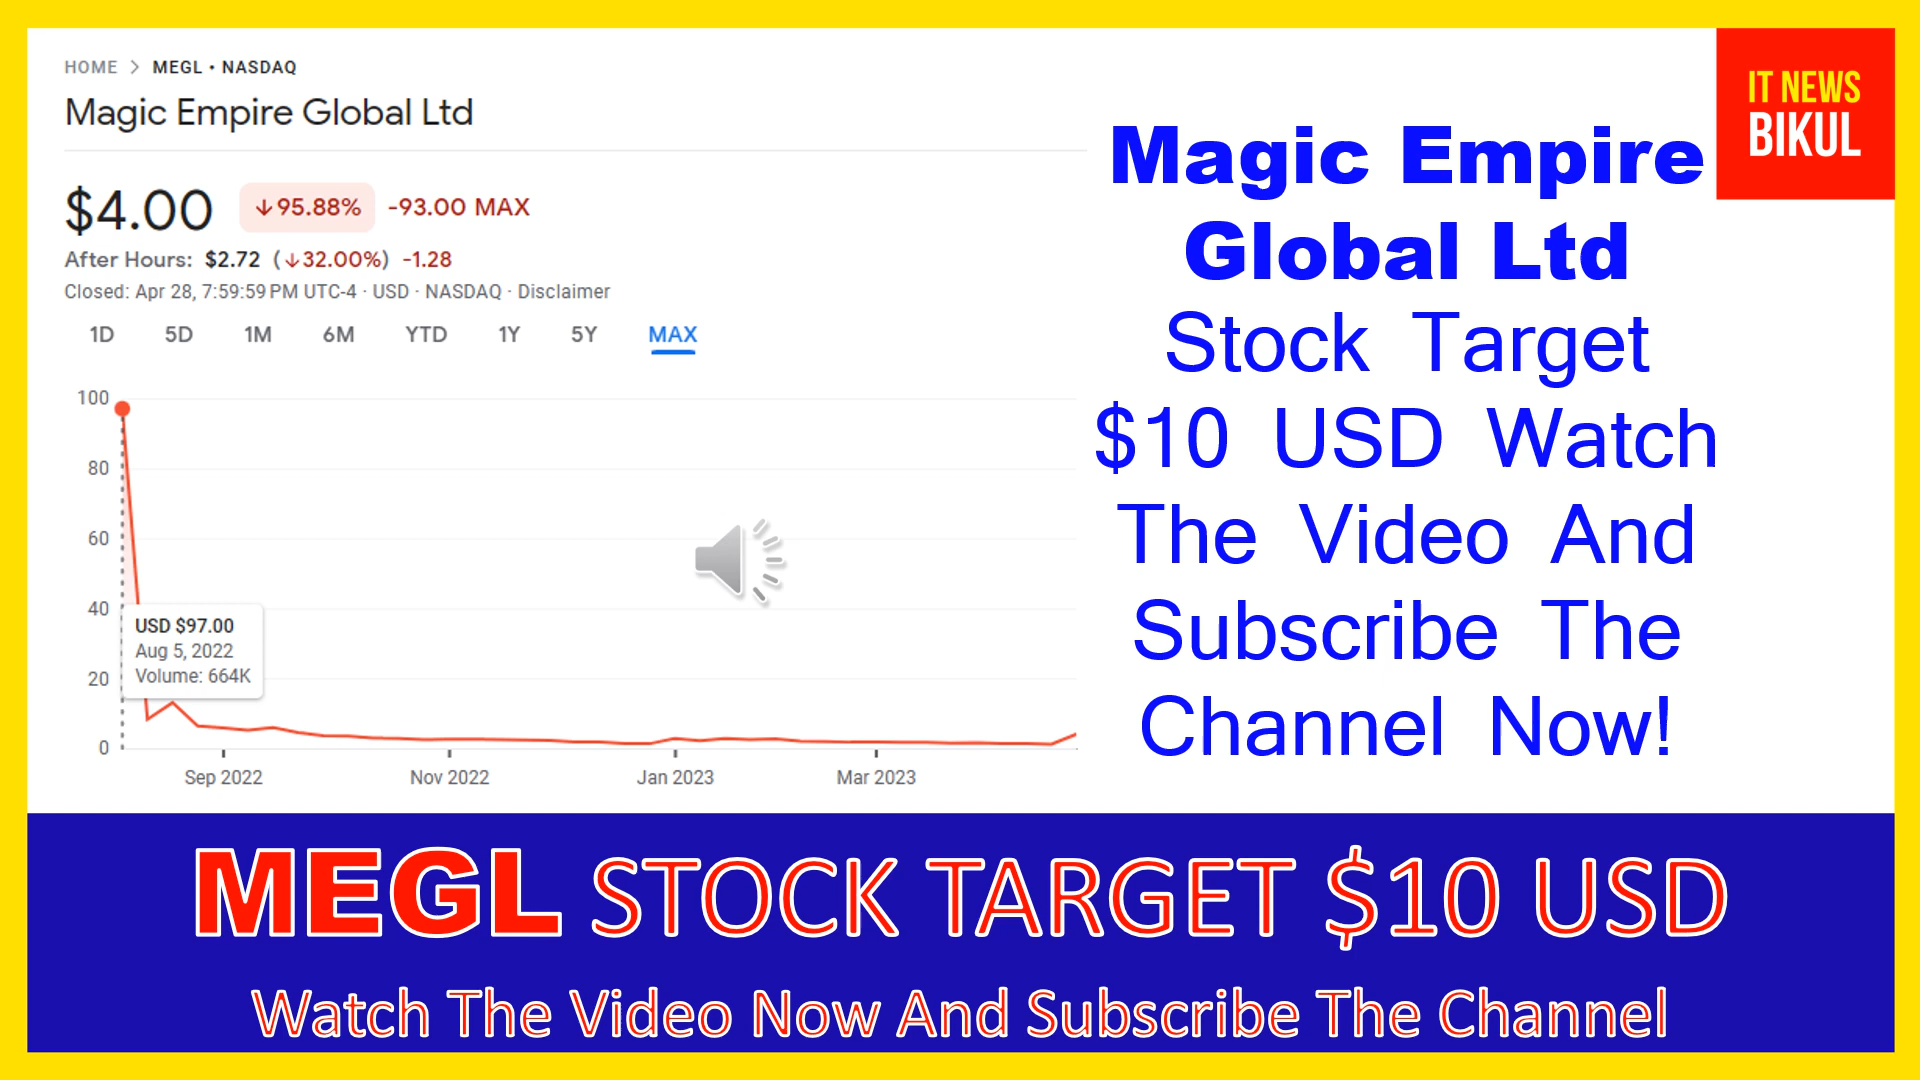 HOME > MEGL • NASDAQ
Magic Empire Global Ltd
$4.00 ↓95.88% -93.00 MAX
After Hours: $2.72 (↓32.00%) -1.28
Closed: Apr 28, 7:59:59 PM UTC-4 · USD · NASDAQ · Disclaimer
1D 5D 1M 6M YTD 1Y 5Y MAX
100
80
60
40
20
0
USD $97.00
Aug 5, 2022
Volume: 664K
Sep 2022 Nov 2022 Jan 2023 Mar 2023
Magic Empire
Global Ltd
Stock Target
$10 USD Watch
The Video And
Subscribe The
Channel Now!
IT NEWS
BIKUL
MEGL STOCK TARGET $10 USD
Watch The Video Now And Subscribe The Channel